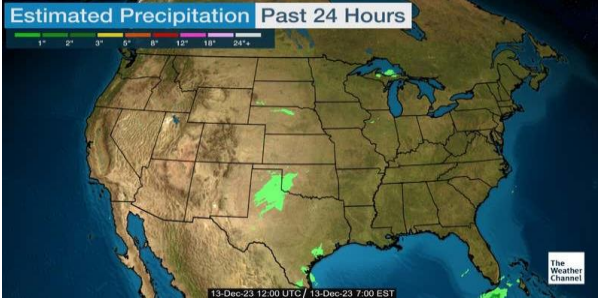 Estimated Precipitation Past 24 Hours
1" 2" 3" 5" 8" 12" 18" 24"+
The
Weather
Channel
13-Dec-23 12:00 UTC / 13-Dec-23 7:00 EST